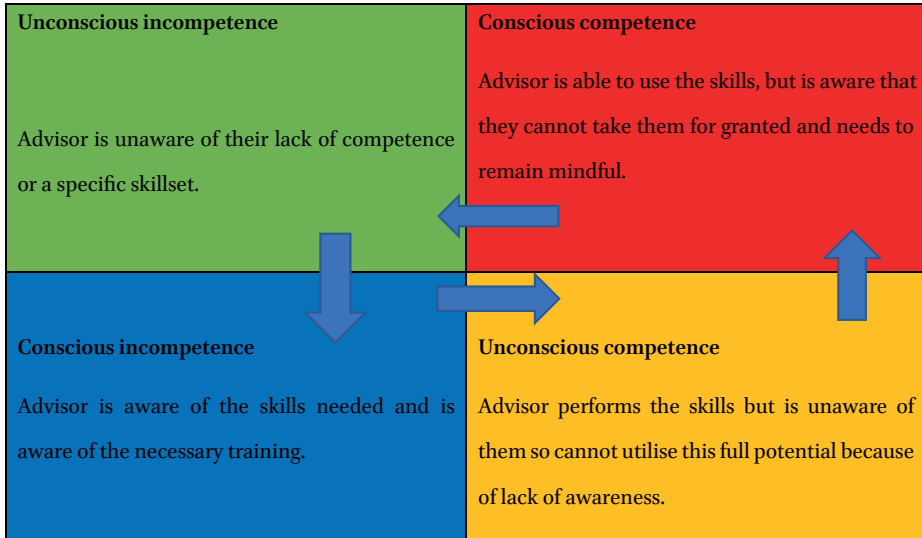 Unconscious incompetence
Advisor is unaware of their lack of competence
or a specific skillset.
Conscious competence
Advisor is able to use the skills, but is aware that
they cannot take them for granted and needs to
remain mindful.
Conscious incompetence
Advisor is aware of the skills needed and is
aware of the necessary training.
Unconscious competence
Advisor performs the skills but is unaware of
them so cannot utilise this full potential because
of lack of awareness.